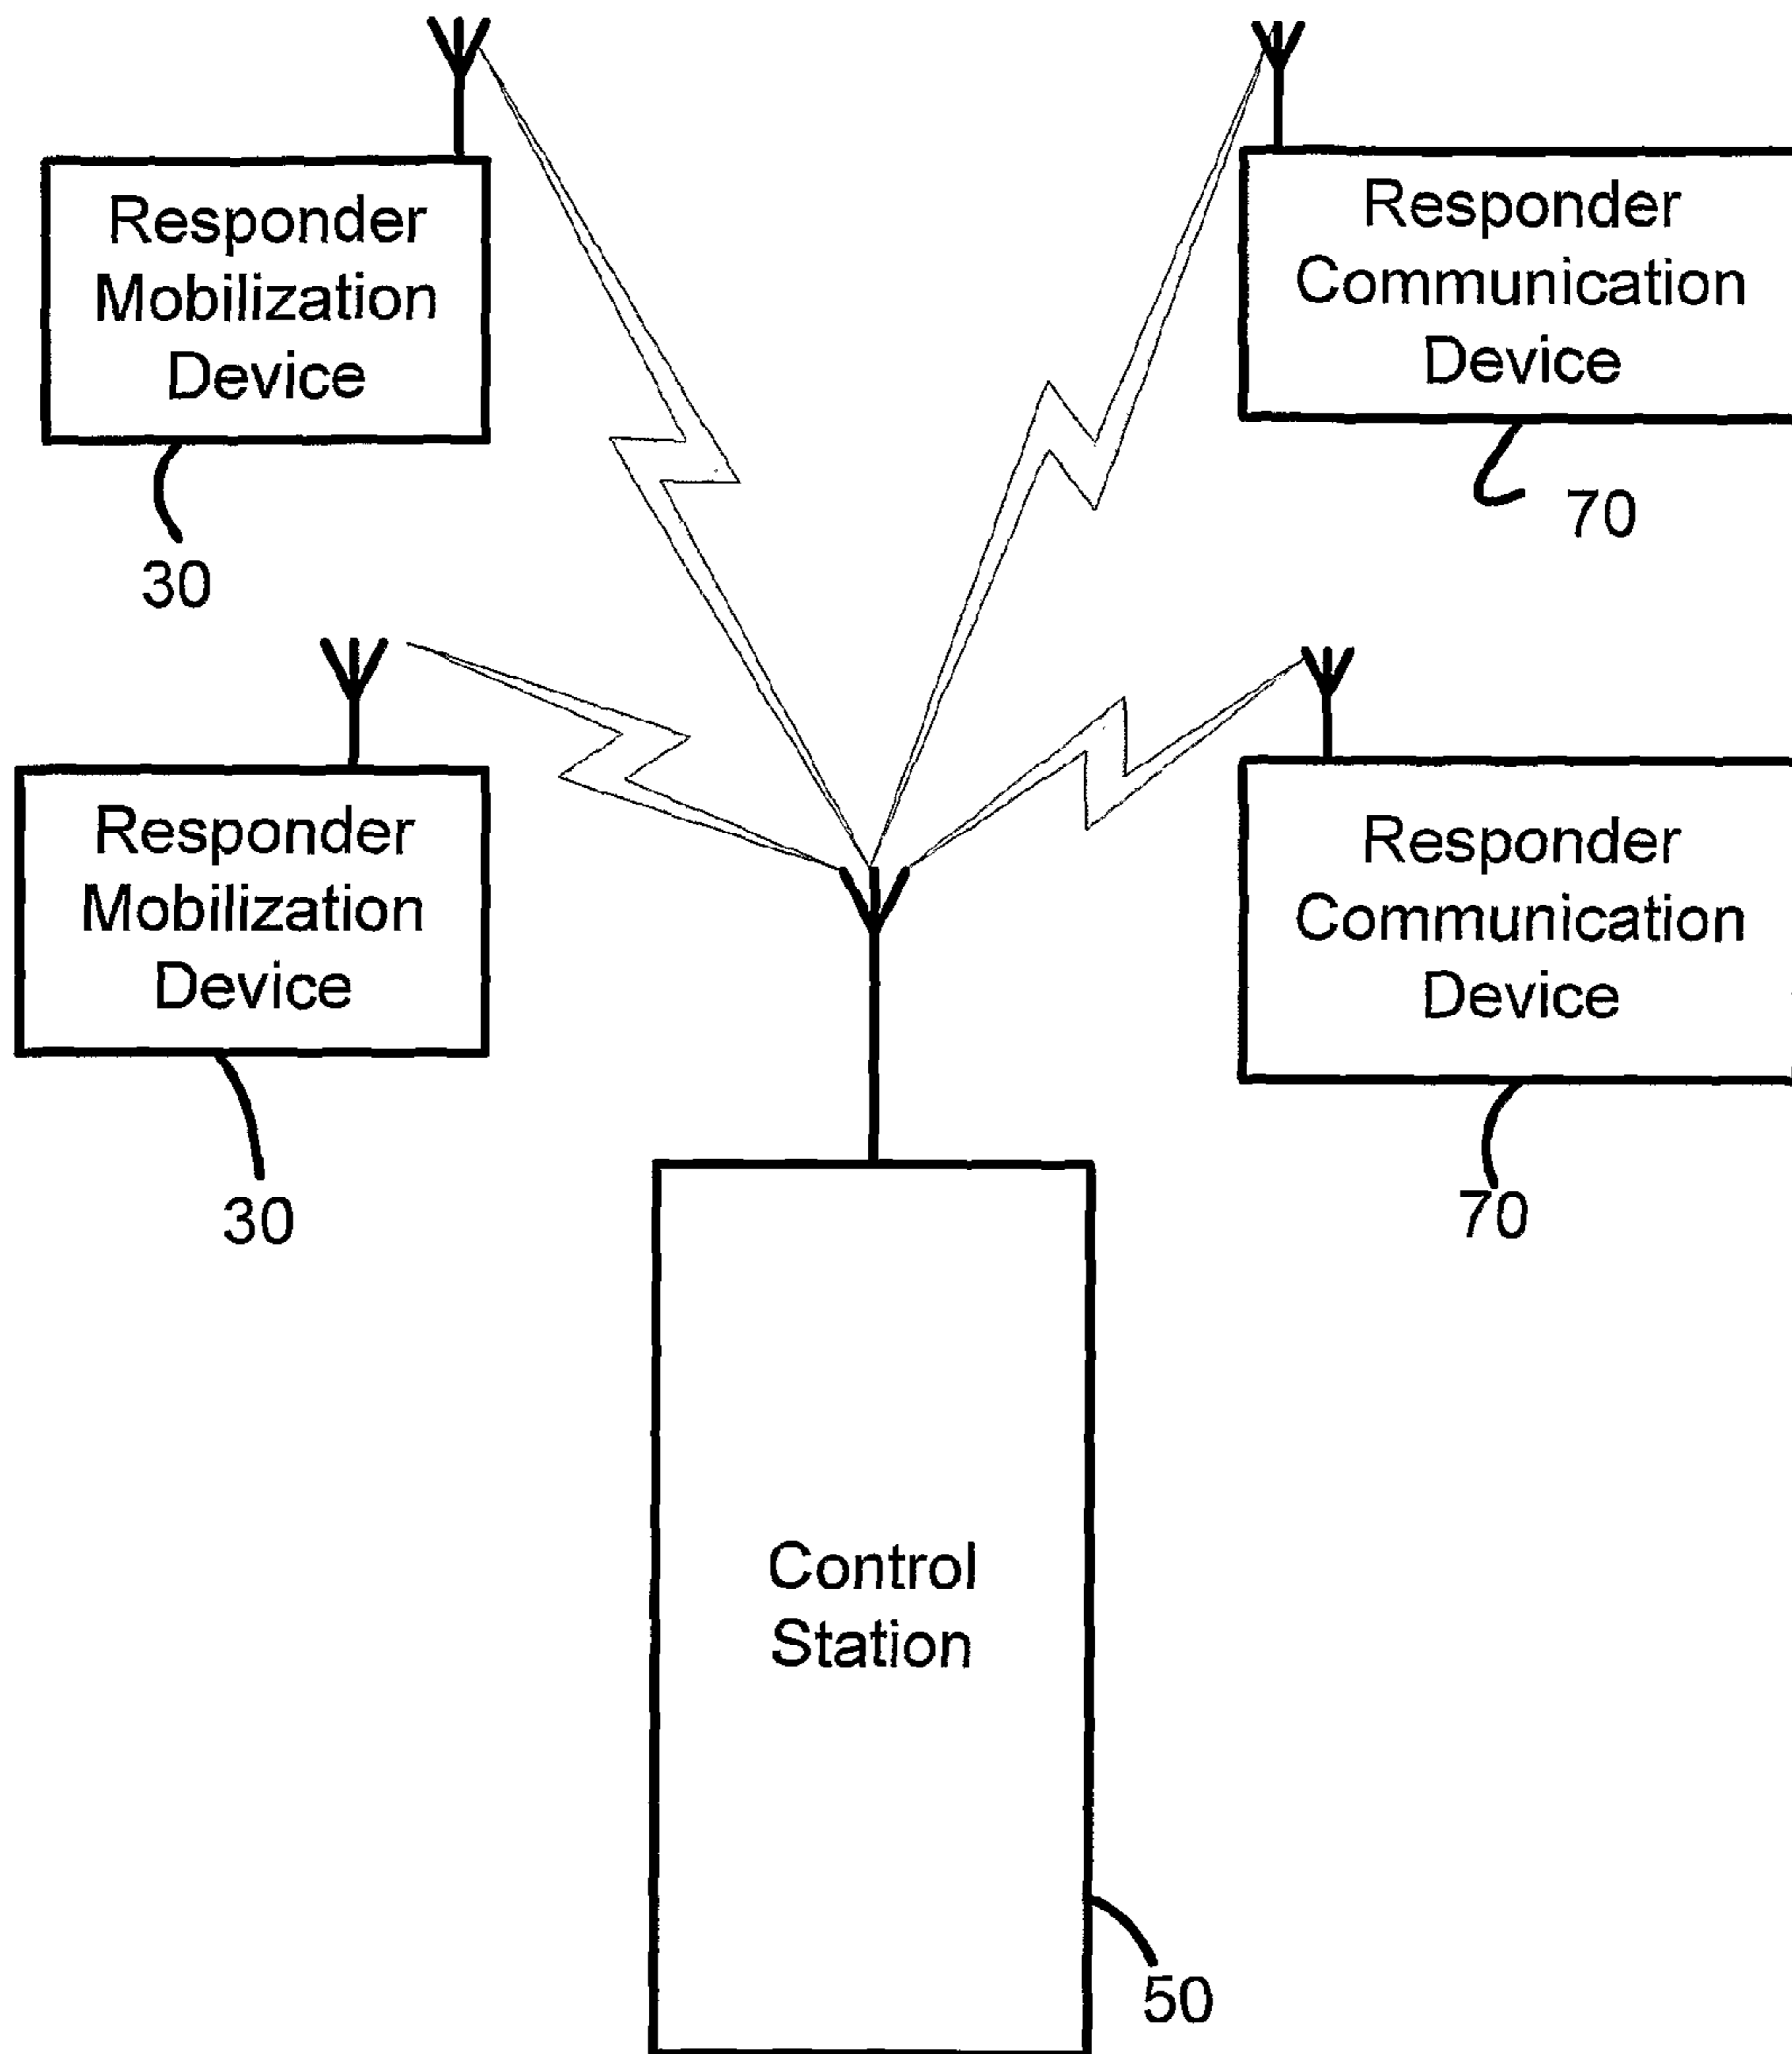 Responder
Mobilization
Device
30
Responder
Communication
Device
70
Responder
Mobilization
Device
30
Responder
Communication
Device
70
Control
Station
50